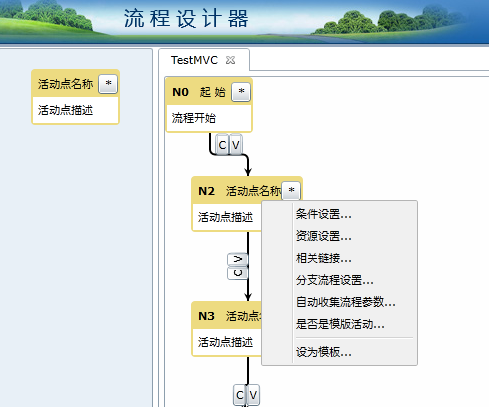 流程设计器
活动点名称 *
活动点描述
TestMVC
N0 起 始 *
流程开始
C V
N2 活动点名称 *
活动点描述
条件设置...
资源设置...
相关链接...
分支流程设置...
自动收集流程参数...
是否是模版活动...
设为模板...
C V
N3 活动点
活动点描述
C V